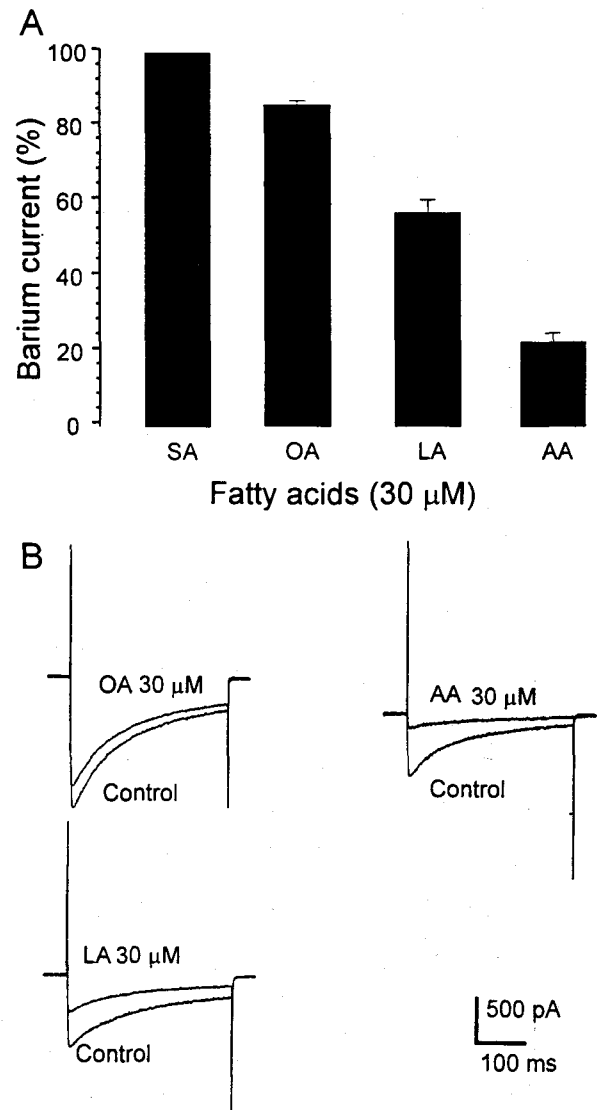 A
Barium current (%)
100
80
60
40
20
0
SA OA LA AA
Fatty acids (30 µM)
B
OA 30 µM
Control
AA 30 µM
Control
LA 30 µM
Control
500 pA
100 ms